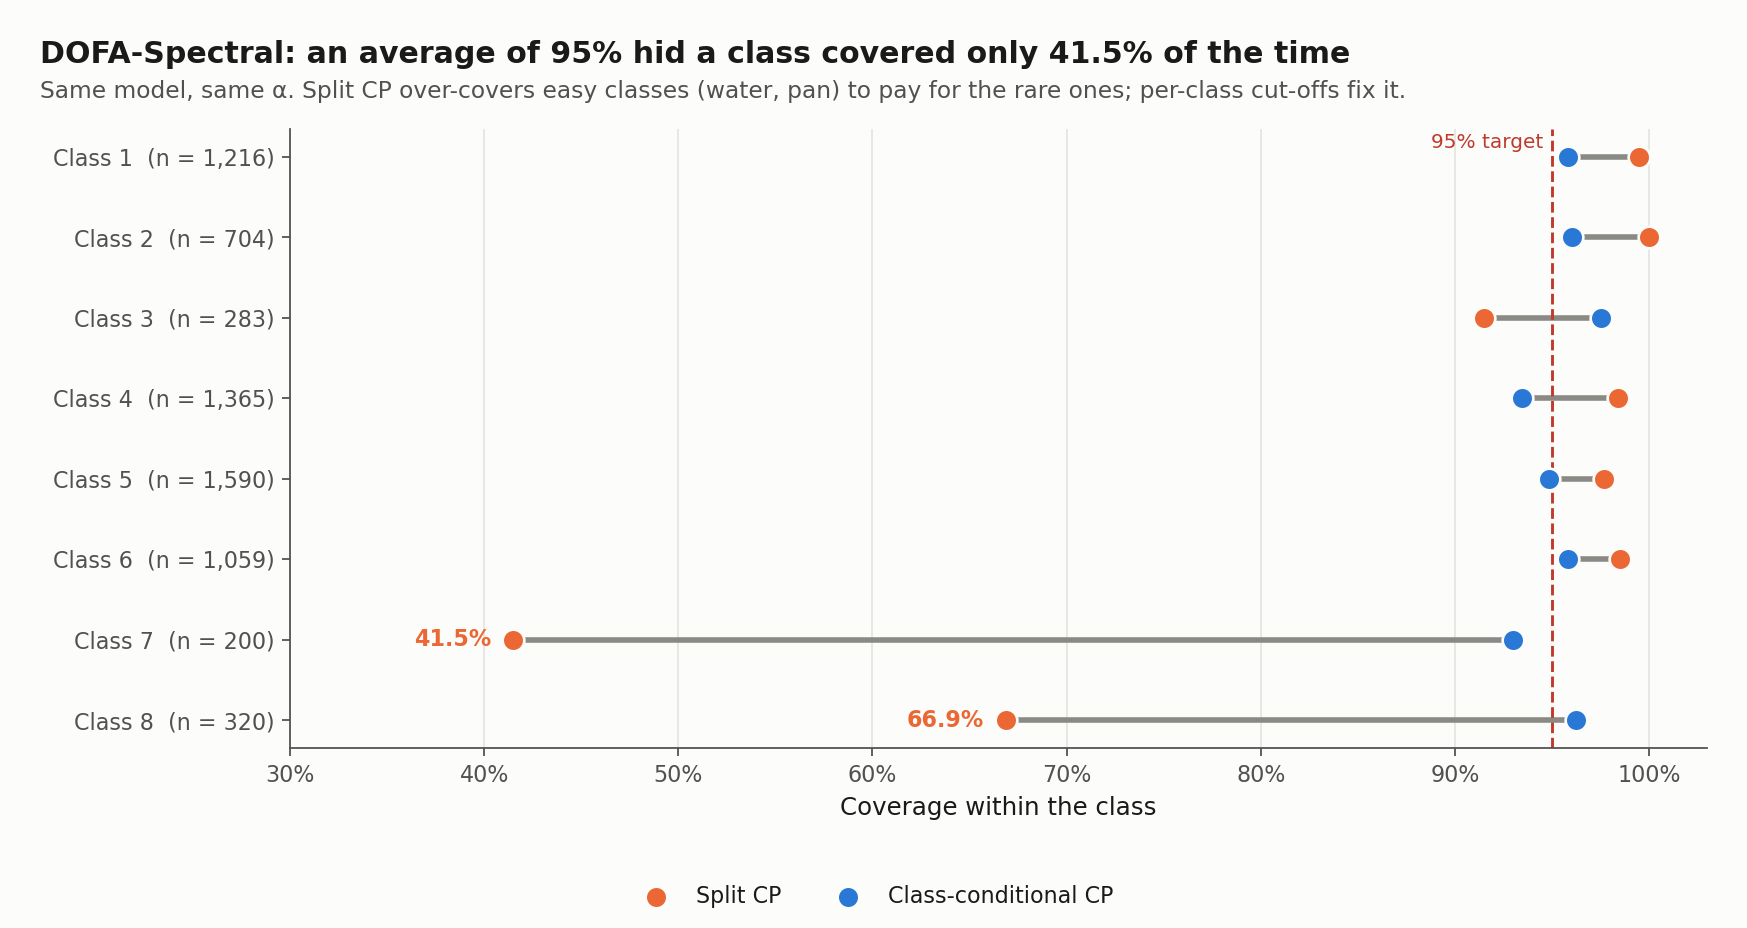 DOFA-Spectral: an average of 95% hid a class covered only 41.5% of the time
Same model, same α. Split CP over-covers easy classes (water, pan) to pay for the rare ones; per-class cut-offs fix it.
95% target
Class 1 (n = 1,216)
Class 2 (n = 704)
Class 3 (n = 283)
Class 4 (n = 1,365)
Class 5 (n = 1,590)
Class 6 (n = 1,059)
Class 7 (n = 200)
41.5%
Class 8 (n = 320)
66.9%
30% 40% 50% 60% 70% 80% 90% 100%
Coverage within the class
Split CP Class-conditional CP